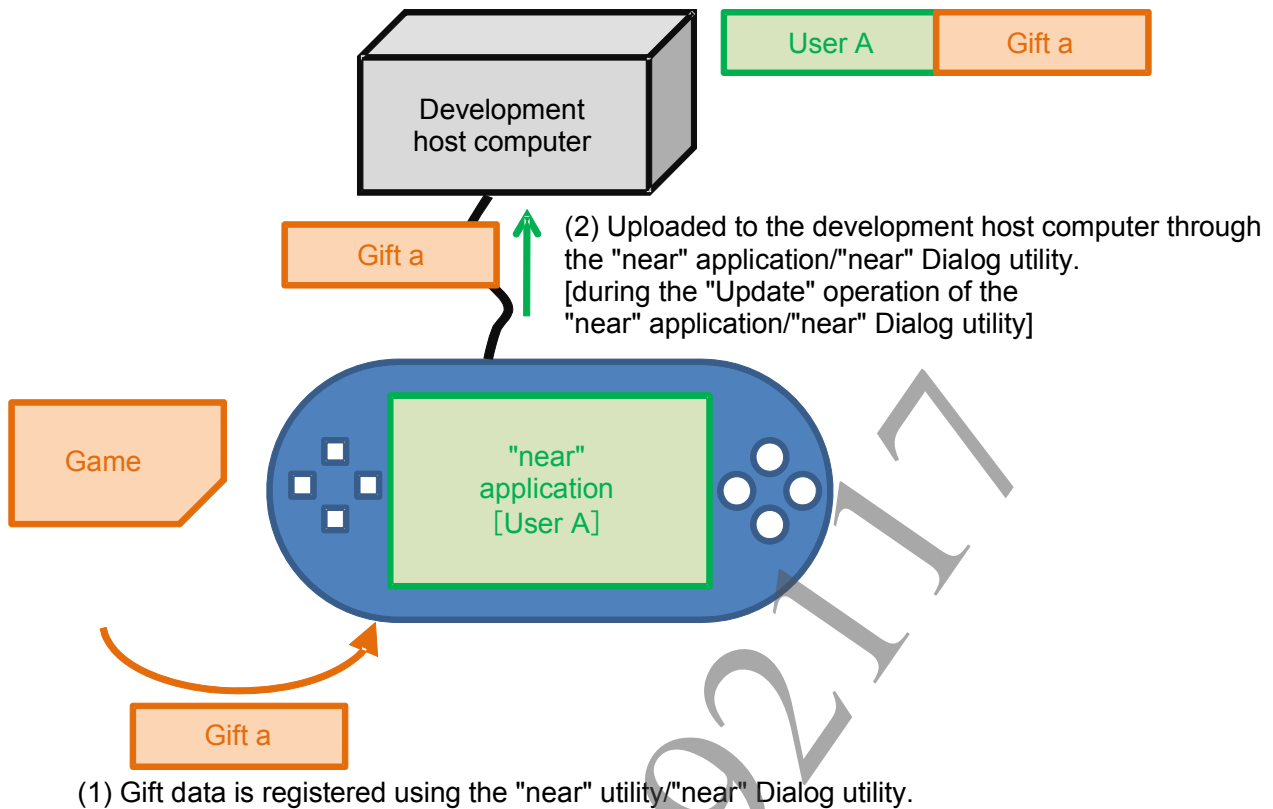 User A
Gift a
Development
host computer
(2) Uploaded to the development host computer through
the "near" application/"near" Dialog utility.
[during the "Update" operation of the
"near" application/"near" Dialog utility]
Gift a
Game
"near"
application
[User A]
Gift a
(1) Gift data is registered using the "near" utility/"near" Dialog utility.
9217